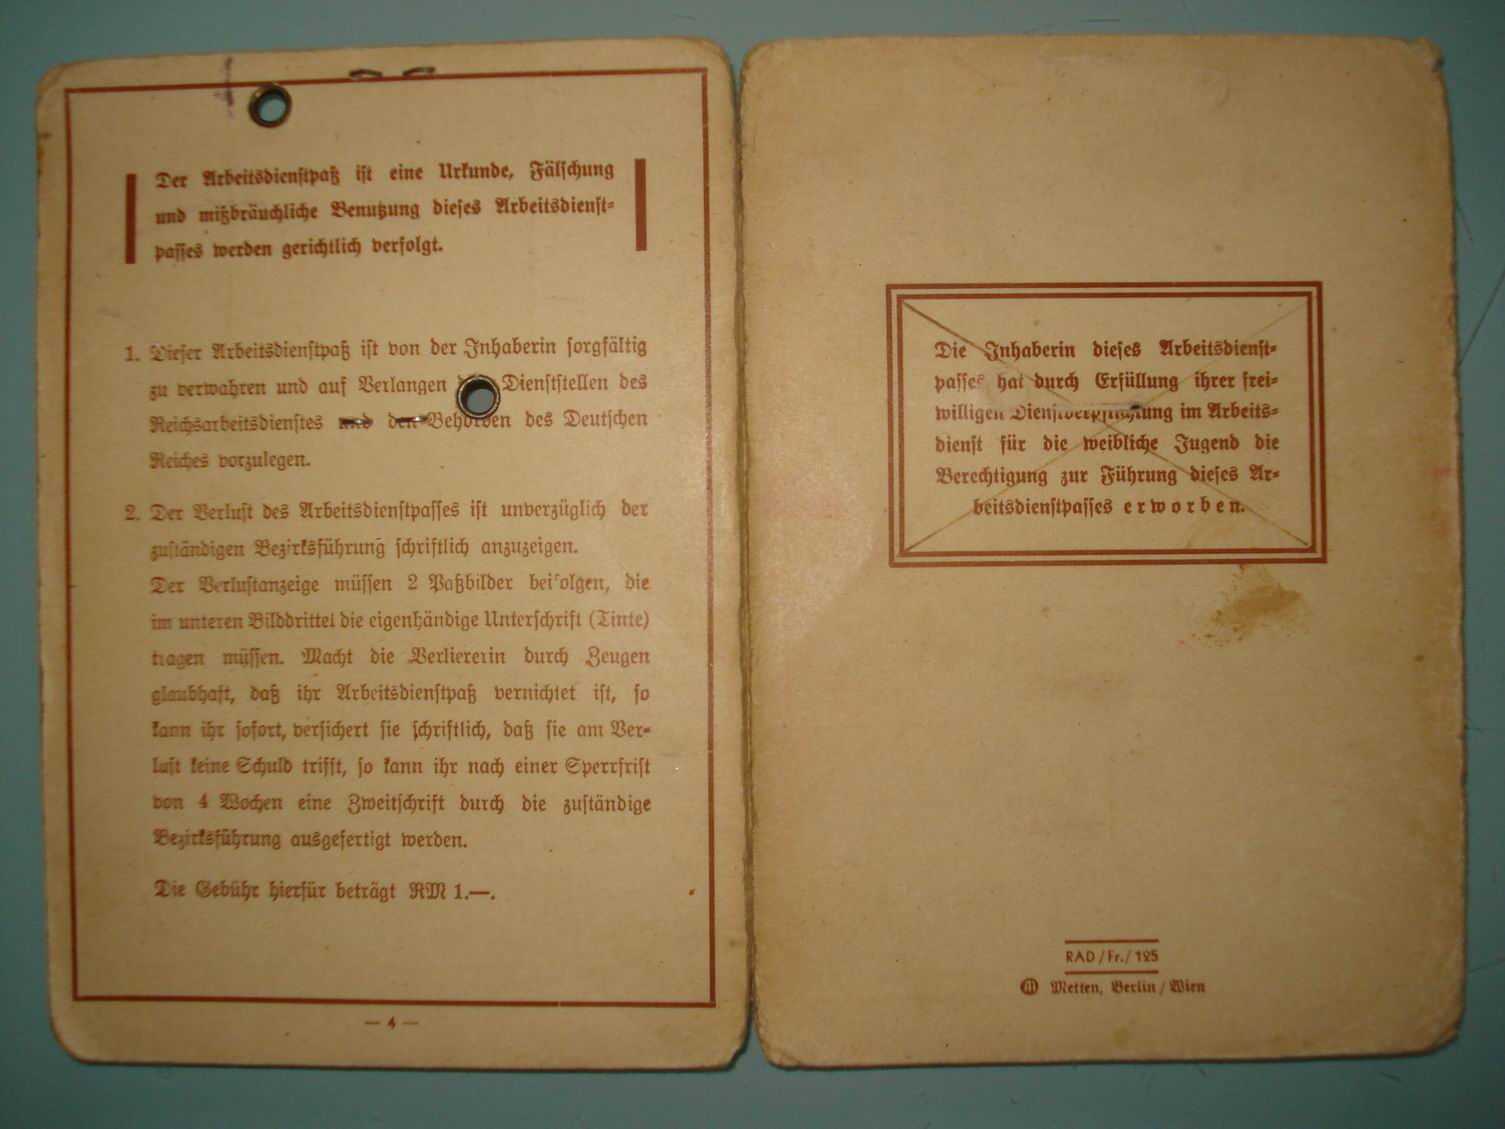 Der Arbeitsdienstpaß ist eine Urkunde, Fälschung
und mißbräuchliche Benutzung dieses Arbeitsdienst-
passes werden gerichtlich verfolgt.
1. Dieser Arbeitsdienstpaß ist von der Inhaberin sorgfältig
zu verwahren und auf Verlangen Dienststellen des
Reichsarbeitsdienstes und den Behörden des Deutschen
Reiches vorzulegen.
2. Der Verlust des Arbeitsdienstpasses ist unverzüglich der
zuständigen Bezirksführung schriftlich anzuzeigen.
Der Verlustanzeige müssen 2 Paßbilder beifolgen, die
im unteren Bilddrittel die eigenhändige Unterschrift (Tinte)
tragen müssen. Macht die Verliererin durch Zeugen
glaubhaft, daß ihr Arbeitsdienstpaß vernichtet ist, so
kann ihr sofort, versichert sie schriftlich, daß sie am Ver-
lust keine Schuld trifft, so kann ihr nach einer Sperrfrist
von 4 Wochen eine Zweitschrift durch die zuständige
Bezirksführung ausgefertigt werden.
Die Gebühr hierfür beträgt RM 1.—.
— 4 —
Die Inhaberin dieses Arbeitsdienst-
passes hat durch Erfüllung ihrer frei-
willigen Dienstverpflichtung im Arbeits-
dienst für die weibliche Jugend die
Berechtigung zur Führung dieses Ar-
beitsdienstpasses erworben.
RAD/Fr./125
Metten, Berlin/Wien